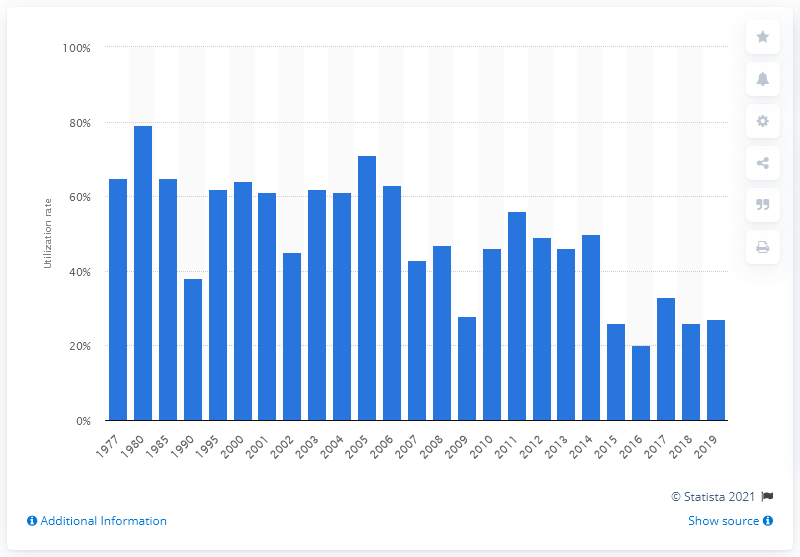 100%
80%
60%
40%
20%
0%
Utilization rate
1977 1980 1985 1990 1995 2000 2001 2002 2003 2004 2005 2006 2007 2008 2009 2010 2011 2012 2013 2014 2015 2016 2017 2018 2019
© Statista 2021
Additional Information
Show source